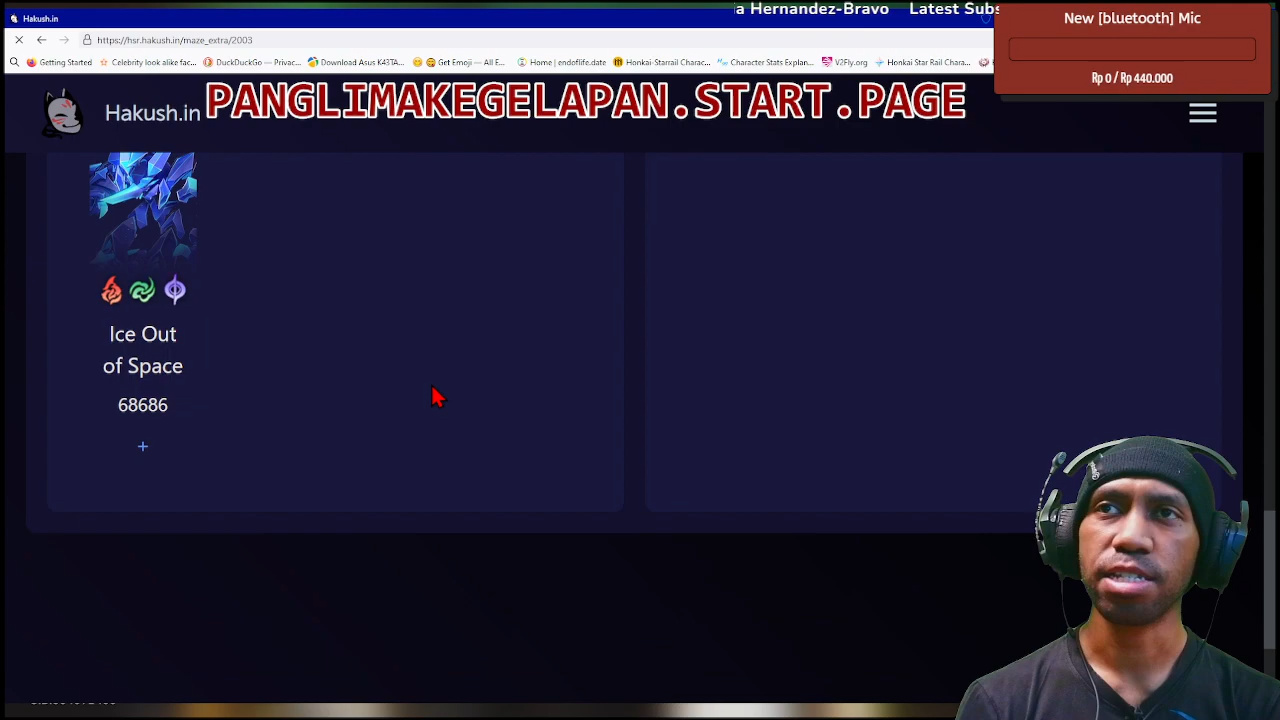 Hakush.in
a Hernandez-Bravo Latest Subs
New [bluetooth] Mic
Rp 0 / Rp 440.000
https://hsr.hakush.in/maze_extra/2003
Getting Started
Celebrity look alike fac...
DuckDuckGo — Privac...
Download Asus K43TA...
Get Emoji — All E...
Home | endoflife.date
Honkai-Starrail Char...
Character Stats Explan...
V2Fly.org
Honkai Star Rail Chara...
Hakush.in
PANGLIMAKEGELAPAN.START.PAGE
Ice Out
of Space
68686
+